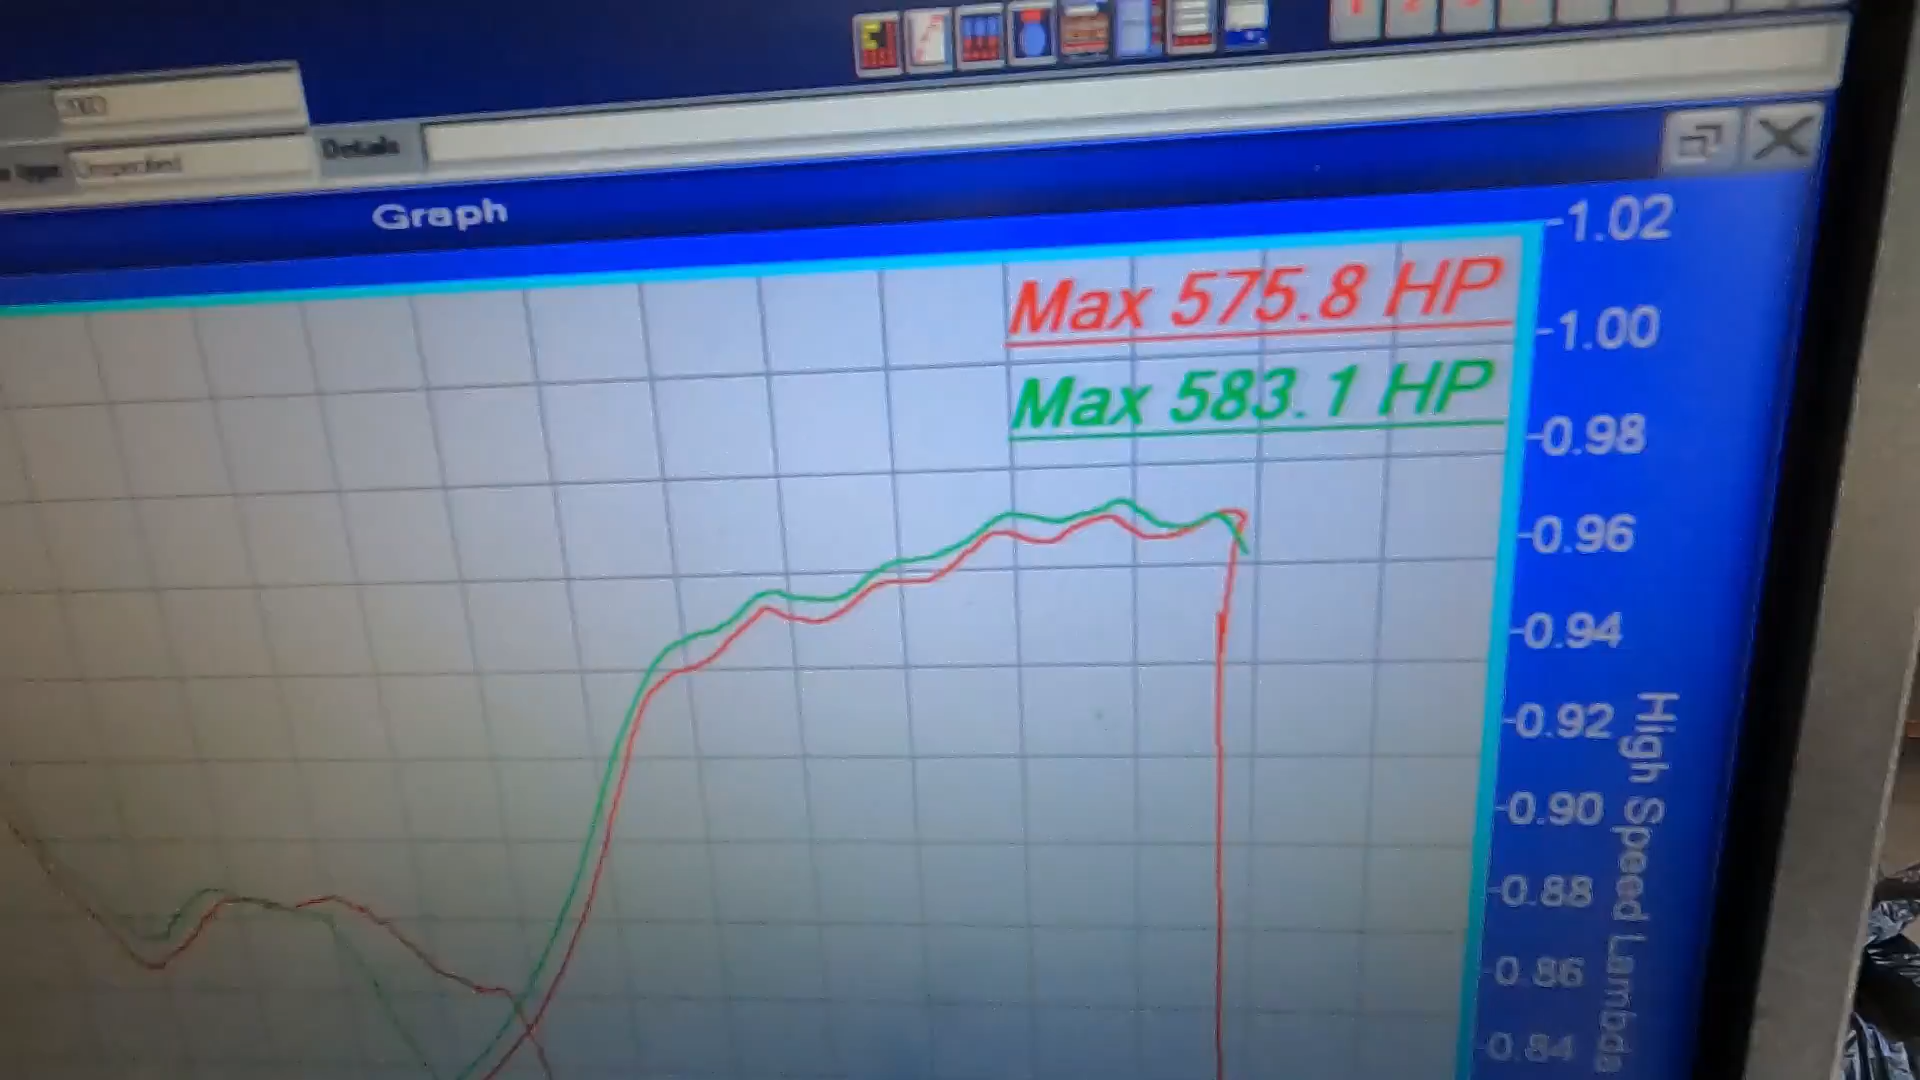 Unspecified
Details
Graph
Max 575.8 HP
Max 583.1 HP
1.02
1.00
0.98
0.96
0.94
0.92
0.90
0.88
0.86
0.84
High Speed Lambda